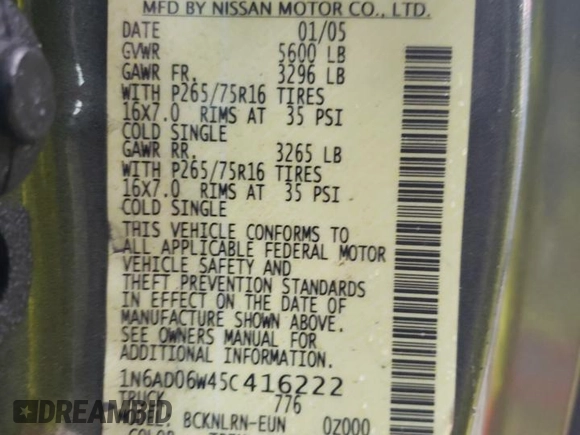 MFD BY NISSAN MOTOR CO., LTD.
DATE 01/05
GVWR 5600 LB
GAWR FR. 3296 LB
WITH P265/75R16 TIRES
16X7.0 RIMS AT 35 PSI
COLD SINGLE
GAWR RR. 3265 LB
WITH P265/75R16 TIRES
16X7.0 RIMS AT 35 PSI
COLD SINGLE
THIS VEHICLE CONFORMS TO
ALL APPLICABLE FEDERAL MOTOR
VEHICLE SAFETY AND
THEFT PREVENTION STANDARDS
IN EFFECT ON THE DATE OF
MANUFACTURE SHOWN ABOVE.
SEE OWNERS MANUAL FOR
ADDITIONAL INFORMATION.
1N6AD06W45C416222
TRUCK 776
MODEL. BCKNLRN-EUN 0Z000
COLOR
DREAMBID